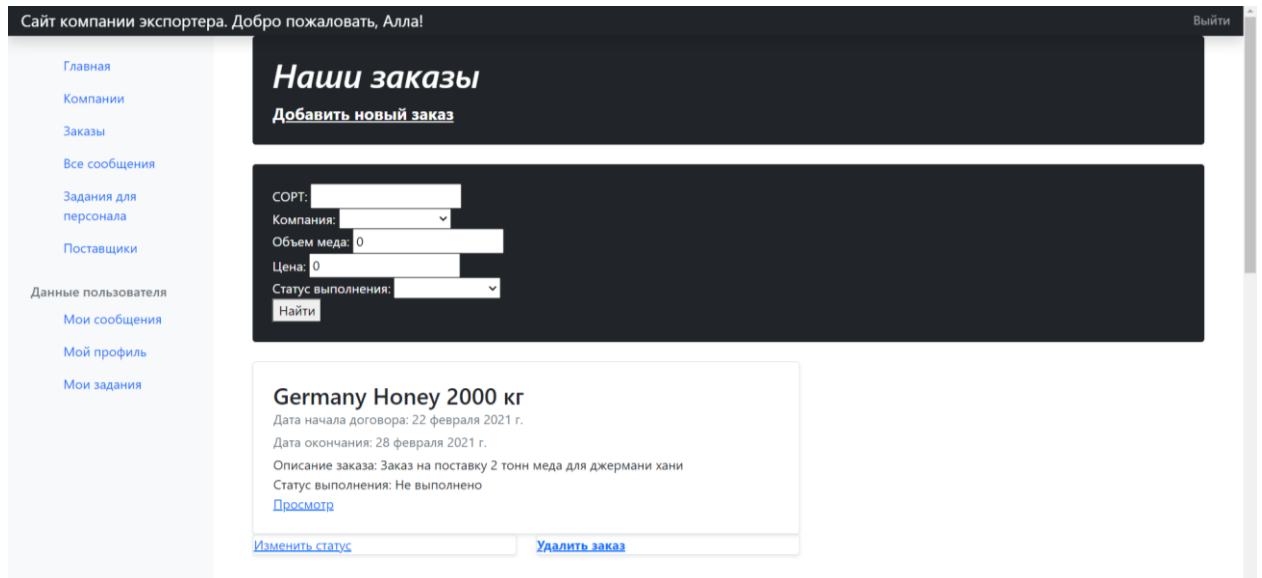 Сайт компании экспортера. Добро пожаловать, Алла!
Выйти
Главная
Компании
Заказы
Все сообщения
Задания для
персонала
Поставщики
Данные пользователя
Мои сообщения
Мой профиль
Мои задания
Наши заказы
Добавить новый заказ
СОРТ:
Компания:
Объем меда: 0
Цена: 0
Статус выполнения:
Найти
Germany Honey 2000 кг
Дата начала договора: 22 февраля 2021 г.
Дата окончания: 28 февраля 2021 г.
Описание заказа: Заказ на поставку 2 тонн меда для джермани хани
Статус выполнения: Не выполнено
Просмотр
Изменить статус
Удалить заказ